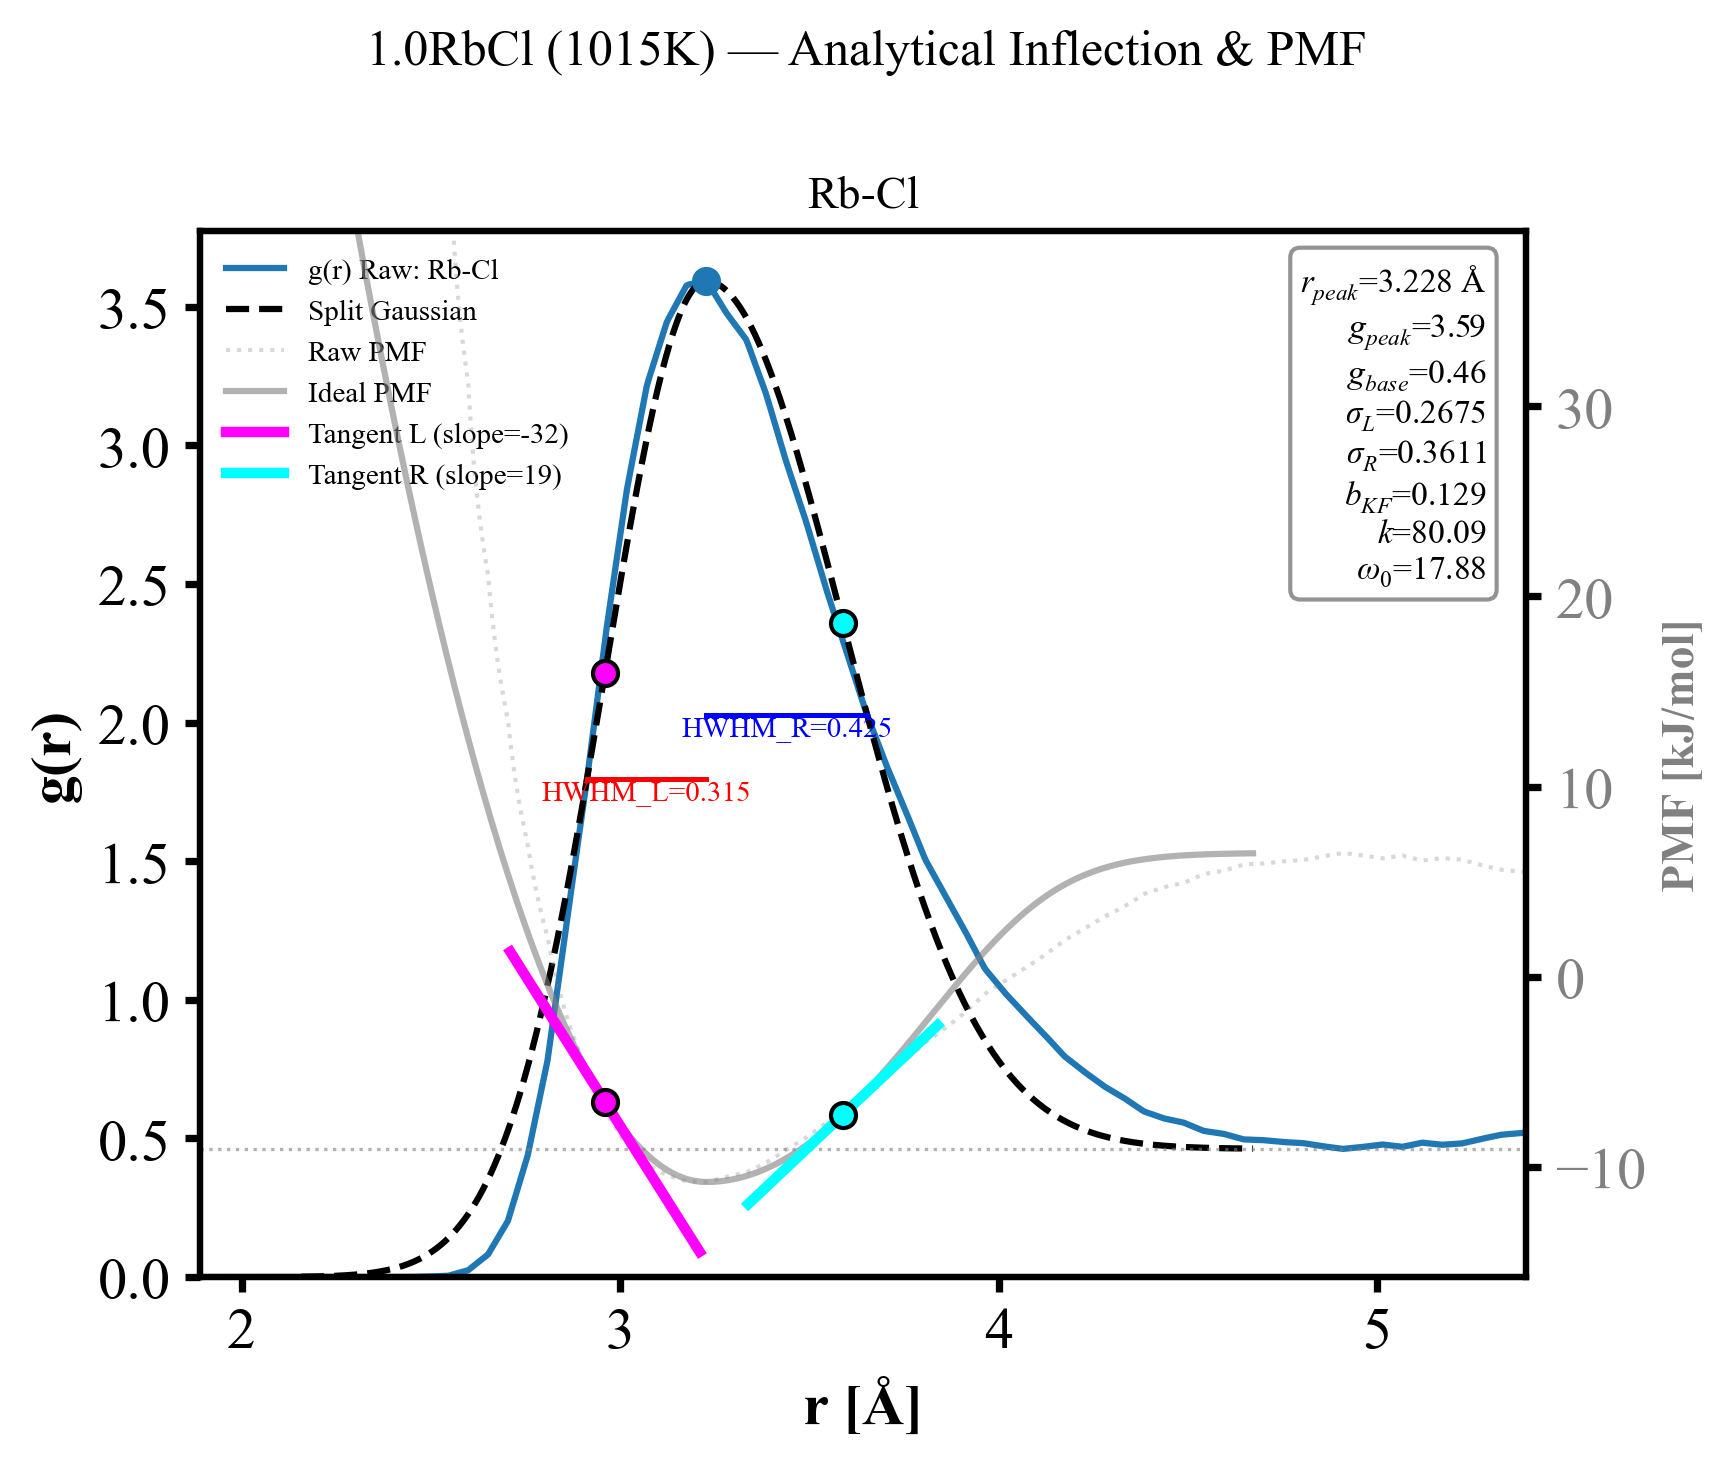 1.0RbCl (1015K) — Analytical Inflection & PMF
Rb-Cl
g(r) Raw: Rb-Cl
Split Gaussian
Raw PMF
Ideal PMF
Tangent L (slope=-32)
Tangent R (slope=19)
r_peak=3.228 Å
g_peak=3.59
g_base=0.46
σ_L=0.2675
σ_R=0.3611
b_KF=0.129
k=80.09
ω₀=17.88
HWHM_R=0.425
HWHM_L=0.315
3.5
3.0
2.5
2.0
1.5
1.0
0.5
0.0
g(r)
30
20
10
0
−10
PMF [kJ/mol]
2
3
4
5
r [Å]